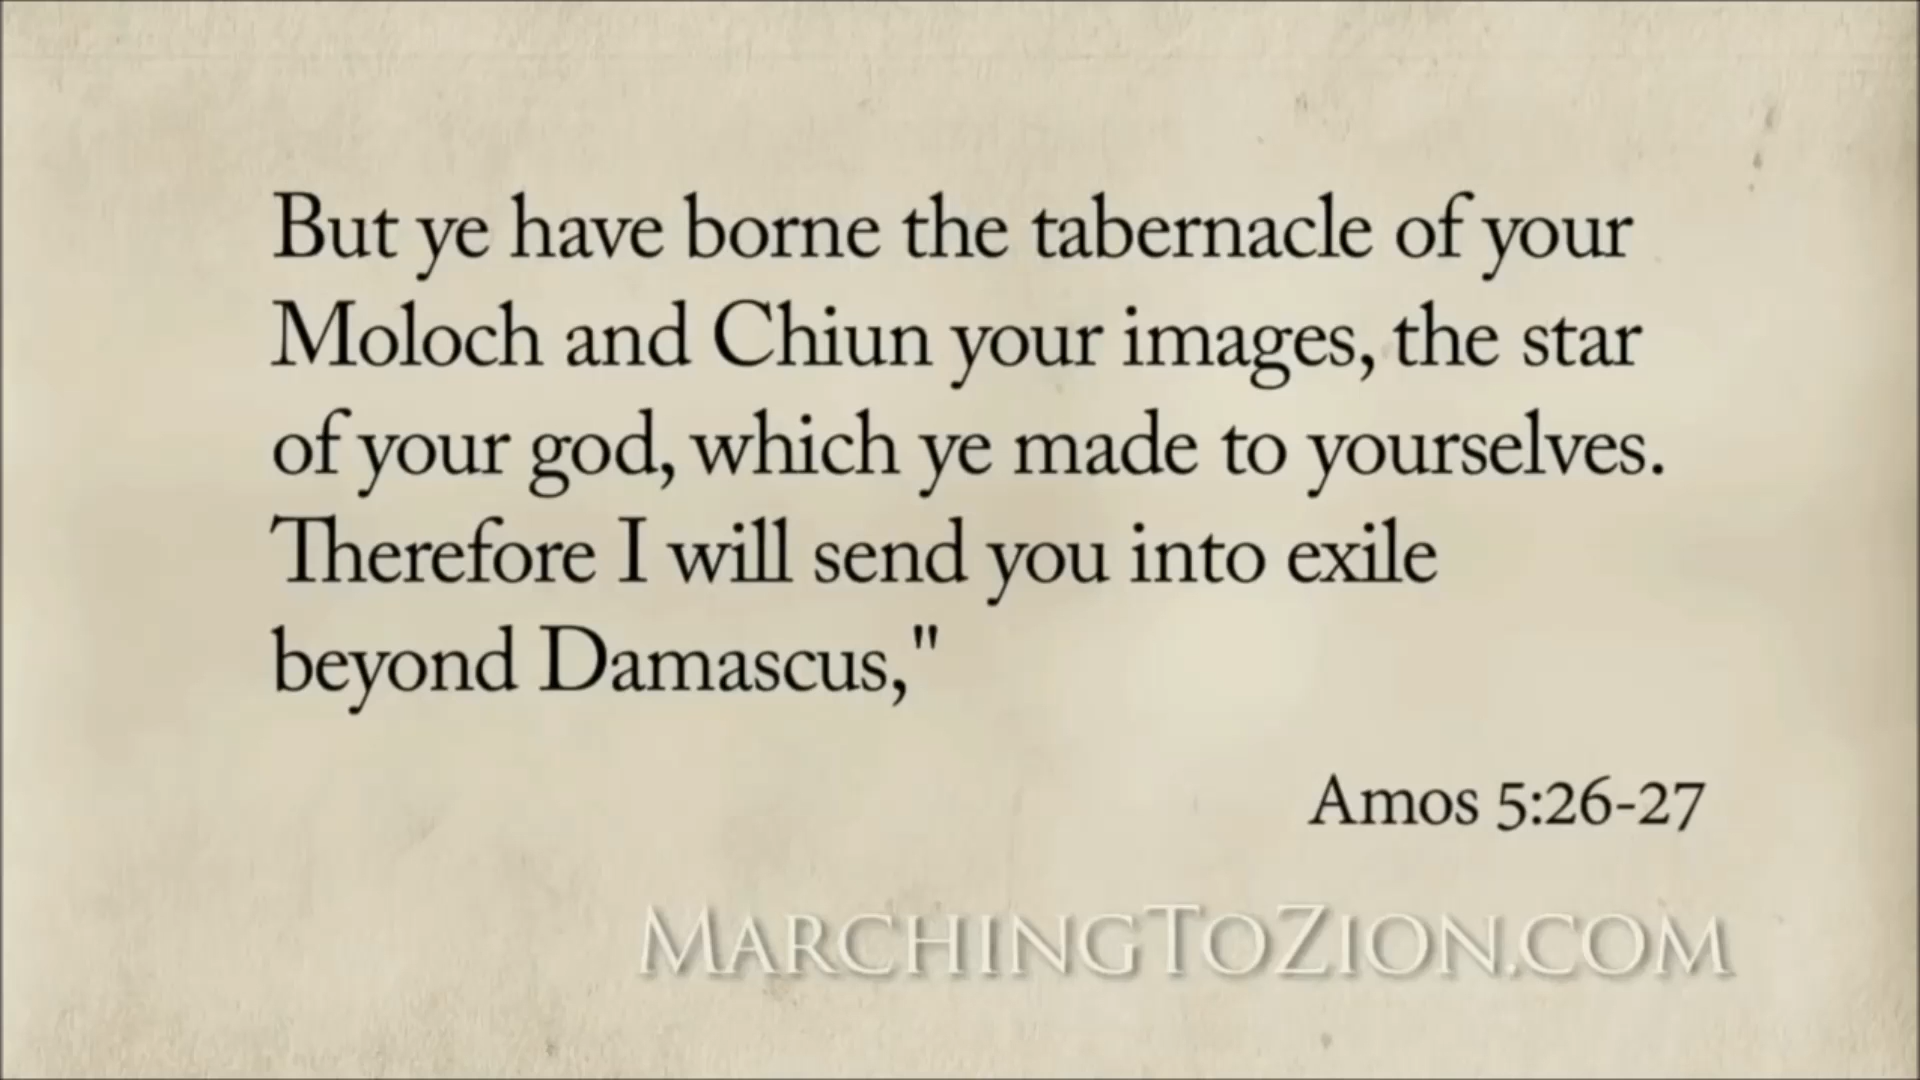 But ye have borne the tabernacle of your
Moloch and Chiun your images, the star
of your god, which ye made to yourselves.
Therefore I will send you into exile
beyond Damascus,"
Amos 5:26-27
MARCHINGTOZION.COM